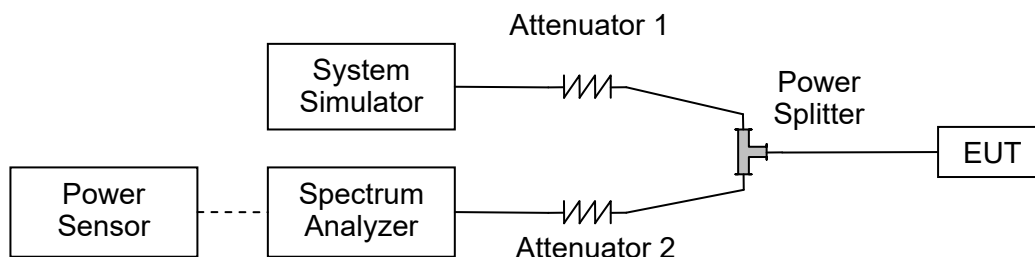 Attenuator 1
System
Simulator
Power
Splitter
EUT
Power
Sensor
Spectrum
Analyzer
Attenuator 2